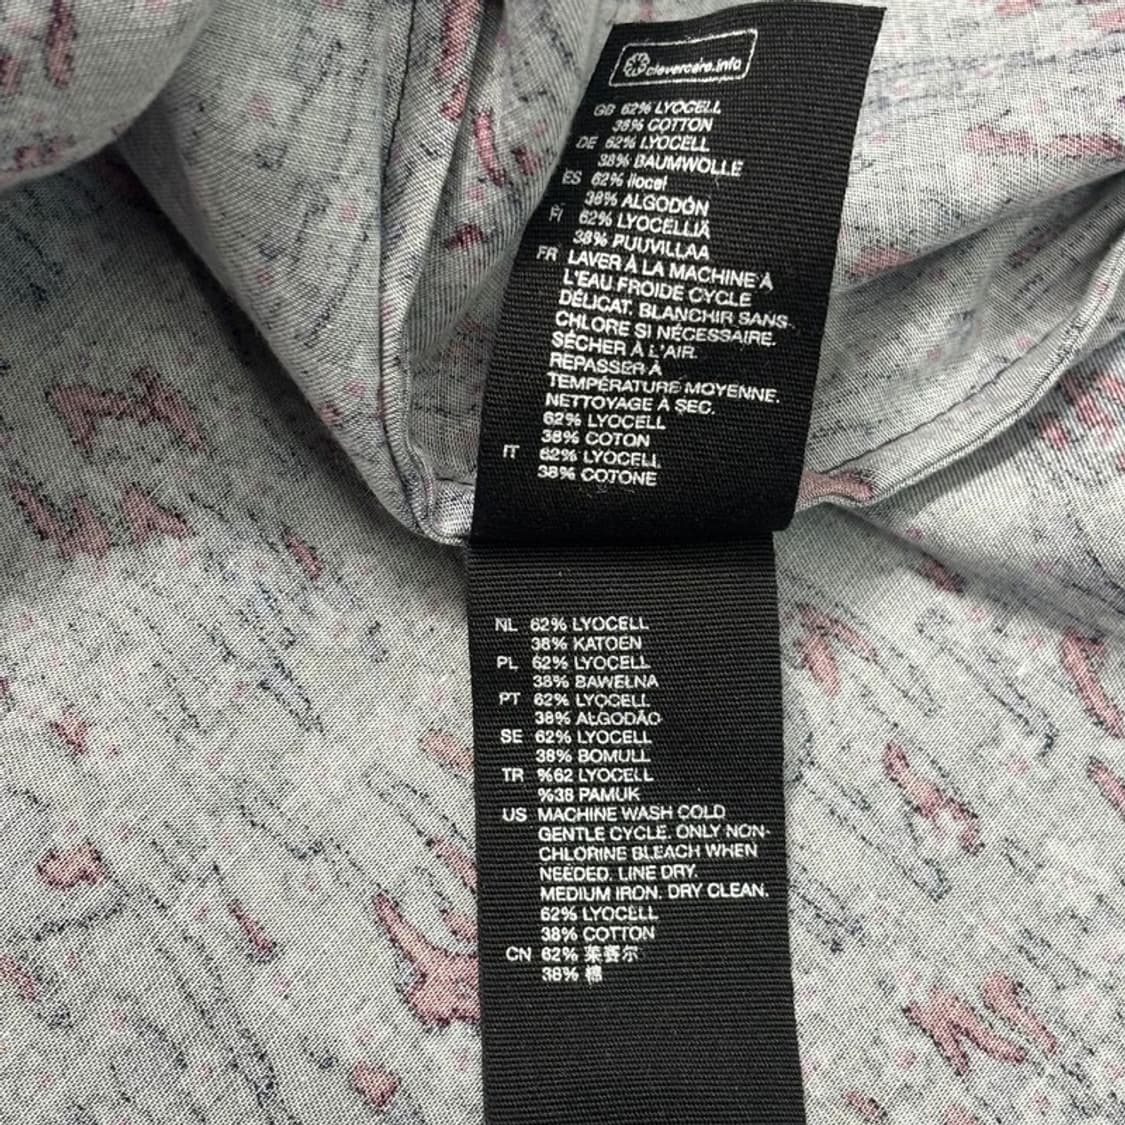 clevercare.info
GB 62% LYOCELL
38% COTTON
DE 62% LYOCELL
38% BAUMWOLLE
ES 62% liocel
38% ALGODÓN
FI 62% LYOCELLIÄ
38% PUUVILLAA
FR LAVER À LA MACHINE À
L'EAU FROIDE CYCLE
DÉLICAT. BLANCHIR SANS-
CHLORE SI NÉCESSAIRE.
SÉCHER À L'AIR.
REPASSER À
TEMPÉRATURE MOYENNE.
NETTOYAGE À SEC.
62% LYOCELL
38% COTON
IT 62% LYOCELL
38% COTONE
NL 62% LYOCELL
38% KATOEN
PL 62% LYOCELL
38% BAWEŁNA
PT 62% LYOCELL
38% ALGODÃO
SE 62% LYOCELL
38% BOMULL
TR %62 LYOCELL
%38 PAMUK
US MACHINE WASH COLD
GENTLE CYCLE. ONLY NON-
CHLORINE BLEACH WHEN
NEEDED. LINE DRY.
MEDIUM IRON. DRY CLEAN.
62% LYOCELL
38% COTTON
CN 62% 莱赛尔
38% 棉